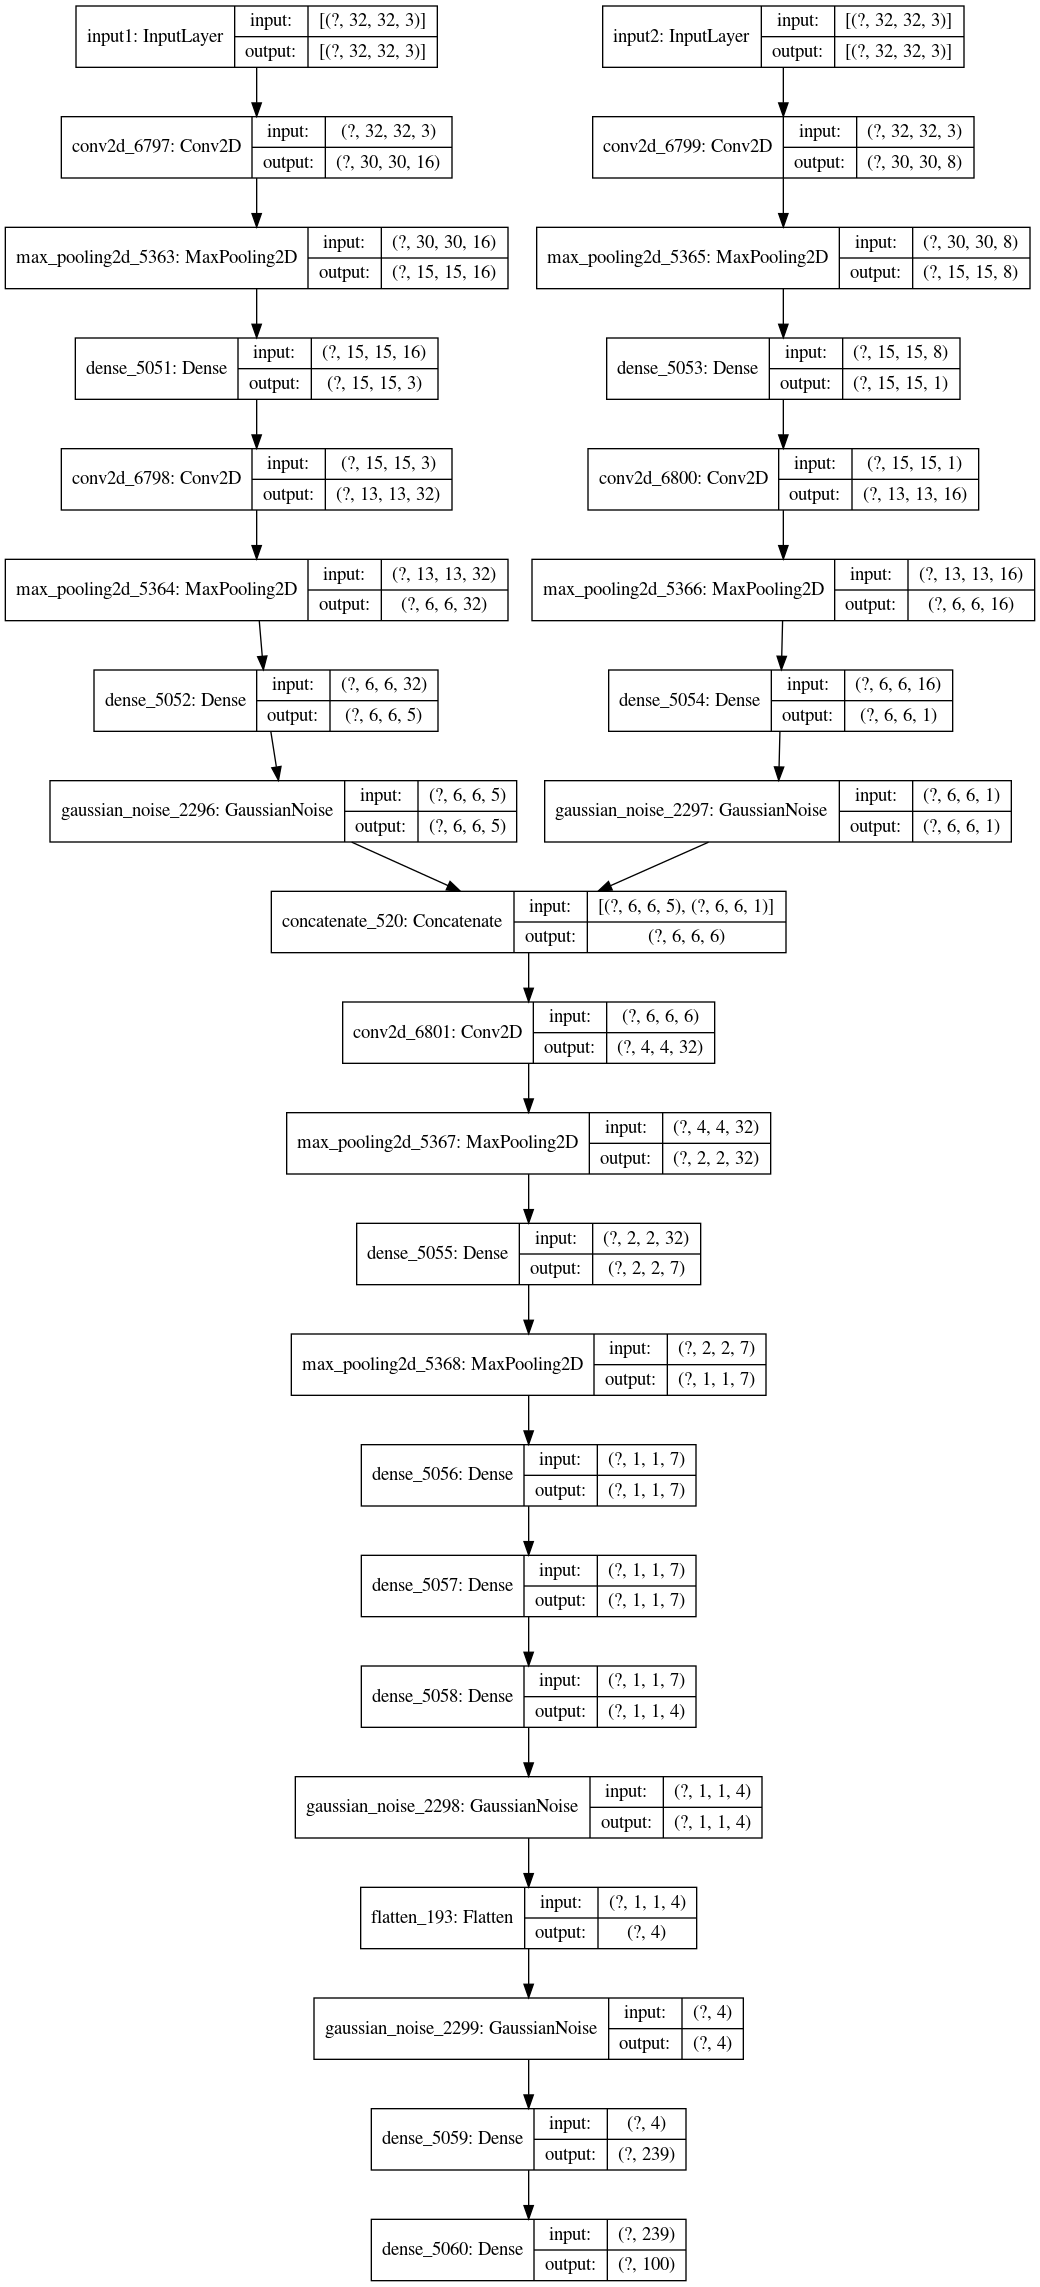 input1: InputLayer
input: [(?, 32, 32, 3)]
output: [(?, 32, 32, 3)]
input2: InputLayer
input: [(?, 32, 32, 3)]
output: [(?, 32, 32, 3)]
conv2d_6797: Conv2D
input: (?, 32, 32, 3)
output: (?, 30, 30, 16)
conv2d_6799: Conv2D
input: (?, 32, 32, 3)
output: (?, 30, 30, 8)
max_pooling2d_5363: MaxPooling2D
input: (?, 30, 30, 16)
output: (?, 15, 15, 16)
max_pooling2d_5365: MaxPooling2D
input: (?, 30, 30, 8)
output: (?, 15, 15, 8)
dense_5051: Dense
input: (?, 15, 15, 16)
output: (?, 15, 15, 3)
dense_5053: Dense
input: (?, 15, 15, 8)
output: (?, 15, 15, 1)
conv2d_6798: Conv2D
input: (?, 15, 15, 3)
output: (?, 13, 13, 32)
conv2d_6800: Conv2D
input: (?, 15, 15, 1)
output: (?, 13, 13, 16)
max_pooling2d_5364: MaxPooling2D
input: (?, 13, 13, 32)
output: (?, 6, 6, 32)
max_pooling2d_5366: MaxPooling2D
input: (?, 13, 13, 16)
output: (?, 6, 6, 16)
dense_5052: Dense
input: (?, 6, 6, 32)
output: (?, 6, 6, 5)
dense_5054: Dense
input: (?, 6, 6, 16)
output: (?, 6, 6, 1)
gaussian_noise_2296: GaussianNoise
input: (?, 6, 6, 5)
output: (?, 6, 6, 5)
gaussian_noise_2297: GaussianNoise
input: (?, 6, 6, 1)
output: (?, 6, 6, 1)
concatenate_520: Concatenate
input: [(?, 6, 6, 5), (?, 6, 6, 1)]
output: (?, 6, 6, 6)
conv2d_6801: Conv2D
input: (?, 6, 6, 6)
output: (?, 4, 4, 32)
max_pooling2d_5367: MaxPooling2D
input: (?, 4, 4, 32)
output: (?, 2, 2, 32)
dense_5055: Dense
input: (?, 2, 2, 32)
output: (?, 2, 2, 7)
max_pooling2d_5368: MaxPooling2D
input: (?, 2, 2, 7)
output: (?, 1, 1, 7)
dense_5056: Dense
input: (?, 1, 1, 7)
output: (?, 1, 1, 7)
dense_5057: Dense
input: (?, 1, 1, 7)
output: (?, 1, 1, 7)
dense_5058: Dense
input: (?, 1, 1, 7)
output: (?, 1, 1, 4)
gaussian_noise_2298: GaussianNoise
input: (?, 1, 1, 4)
output: (?, 1, 1, 4)
flatten_193: Flatten
input: (?, 1, 1, 4)
output: (?, 4)
gaussian_noise_2299: GaussianNoise
input: (?, 4)
output: (?, 4)
dense_5059: Dense
input: (?, 4)
output: (?, 239)
dense_5060: Dense
input: (?, 239)
output: (?, 100)